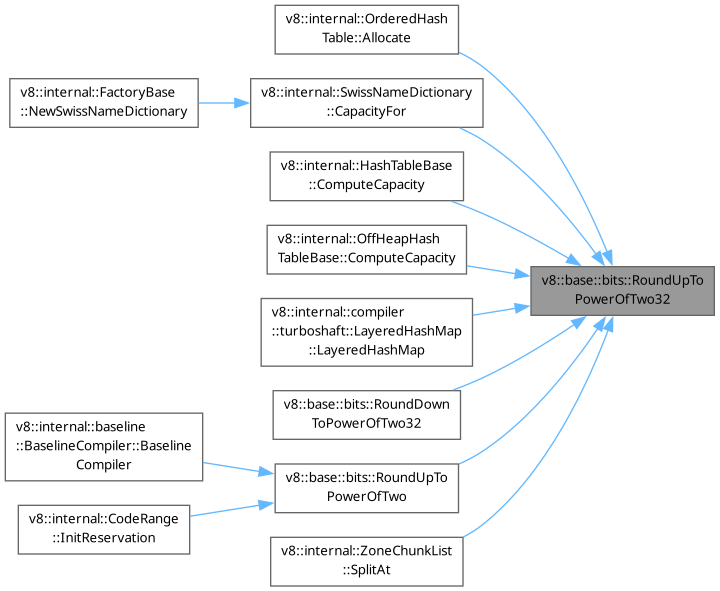 v8::internal::OrderedHash
Table::Allocate
v8::internal::FactoryBase
::NewSwissNameDictionary
v8::internal::SwissNameDictionary
::CapacityFor
v8::internal::HashTableBase
::ComputeCapacity
v8::internal::OffHeapHash
TableBase::ComputeCapacity
v8::base::bits::RoundUpTo
PowerOfTwo32
v8::internal::compiler
::turboshaft::LayeredHashMap
::LayeredHashMap
v8::base::bits::RoundDown
ToPowerOfTwo32
v8::internal::baseline
::BaselineCompiler::Baseline
Compiler
v8::base::bits::RoundUpTo
PowerOfTwo
v8::internal::CodeRange
::InitReservation
v8::internal::ZoneChunkList
::SplitAt